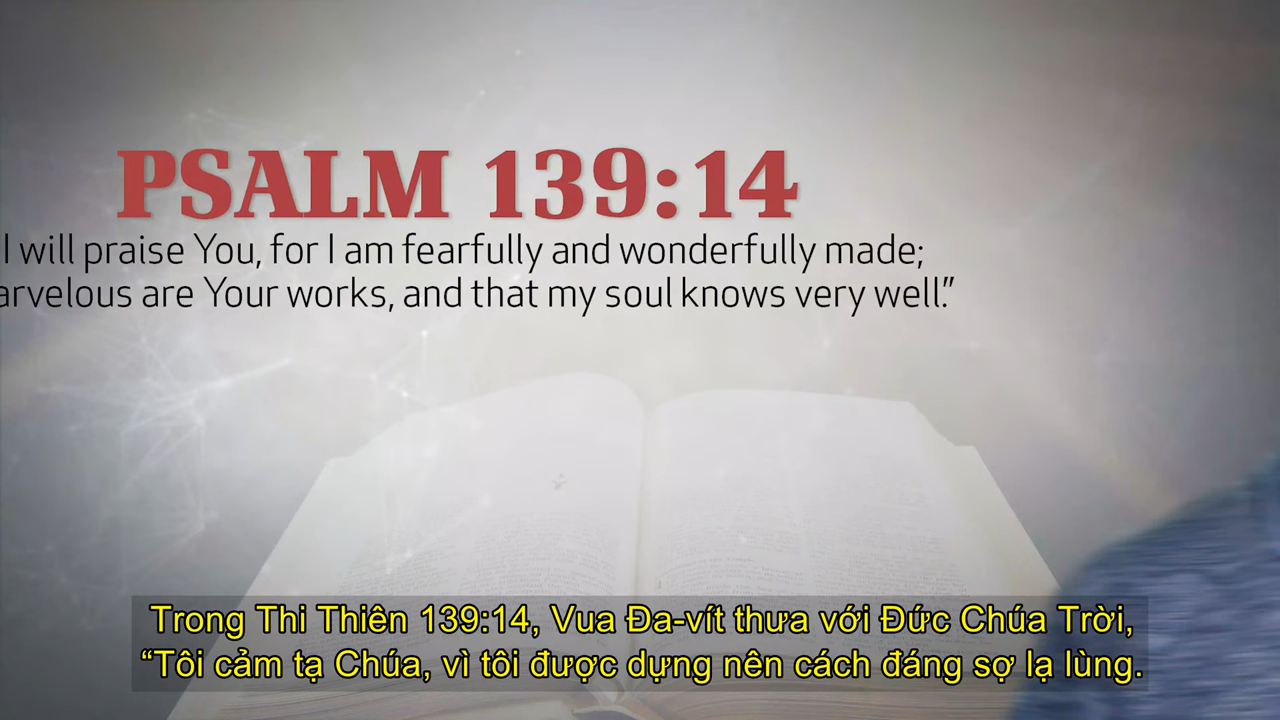 PSALM 139:14
I will praise You, for I am fearfully and wonderfully made;
arvelous are Your works, and that my soul knows very well.”
Trong Thi Thiên 139:14, Vua Đa-vít thưa với Đức Chúa Trời,
“Tôi cảm tạ Chúa, vì tôi được dựng nên cách đáng sợ lạ lùng.